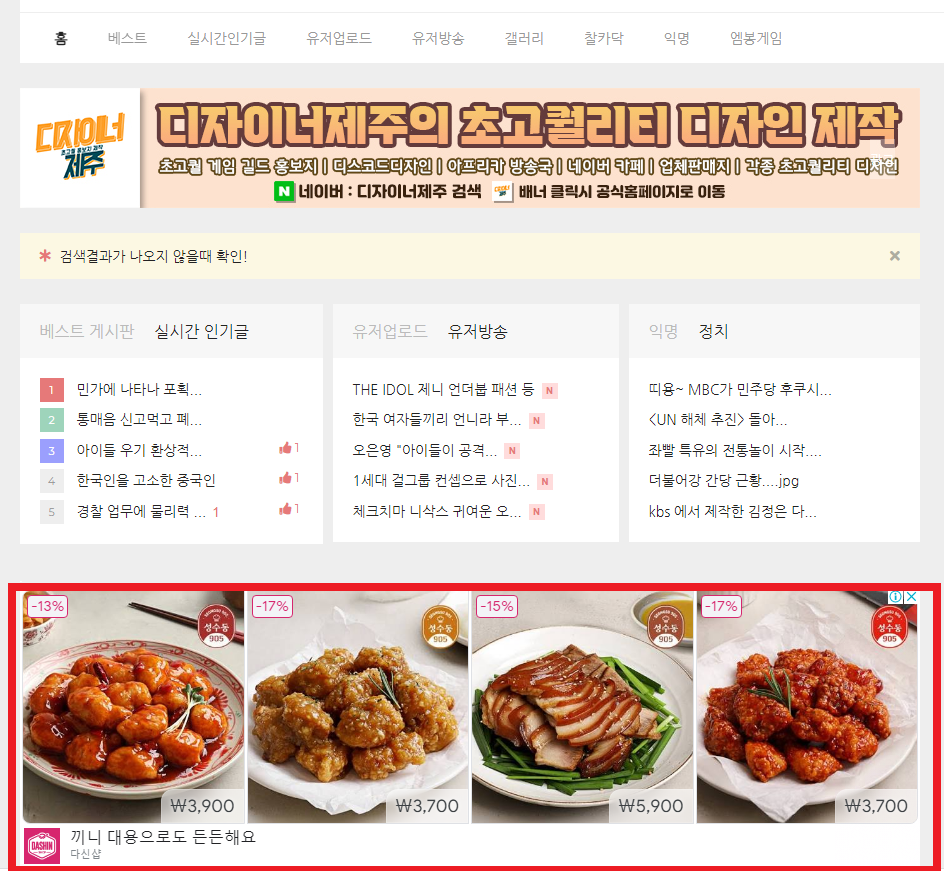 홈 베스트 실시간인기글 유저업로드 유저방송 갤러리 찰카닥 익명 엠봉게임
디자이너
초고퀄 홍보지 제작
제주
디자이너제주의 초고퀄리티 디자인 제작
초고퀄 게임 길드 홍보지 | 디스코드디자인 | 아프리카 방송국 | 네이버 카페 | 업체판매지 | 각종 초고퀄리티 디자인
N 네이버 : 디자이너제주 검색 배너 클릭시 공식홈페이지로 이동
* 검색결과가 나오지 않을때 확인! ×
베스트 게시판 실시간 인기글
1 민가에 나타나 포획...
2 통매음 신고먹고 폐...
3 아이들 우기 환상적... 1
4 한국인을 고소한 중국인 1
5 경찰 업무에 물리력 ... 1 1
유저업로드 유저방송
THE IDOL 제니 언더붑 패션 등 N
한국 여자들끼리 언니라 부... N
오은영 "아이들이 공격... N
1세대 걸그룹 컨셉으로 사진... N
체크치마 니삭스 귀여운 오... N
익명 정치
띠용~ MBC가 민주당 후쿠시...
<UN 해체 추진> 돌아...
좌빨 특유의 전통놀이 시작....
더불어강 간당 근황....jpg
kbs 에서 제작한 김정은 다...
-13% -17% -15% -17%
성수동 성수동 성수동 성수동
905 905 905 905
₩3,900 ₩3,700 ₩5,900 ₩3,700
DASHIN
끼니 대용으로도 든든해요
다신샵